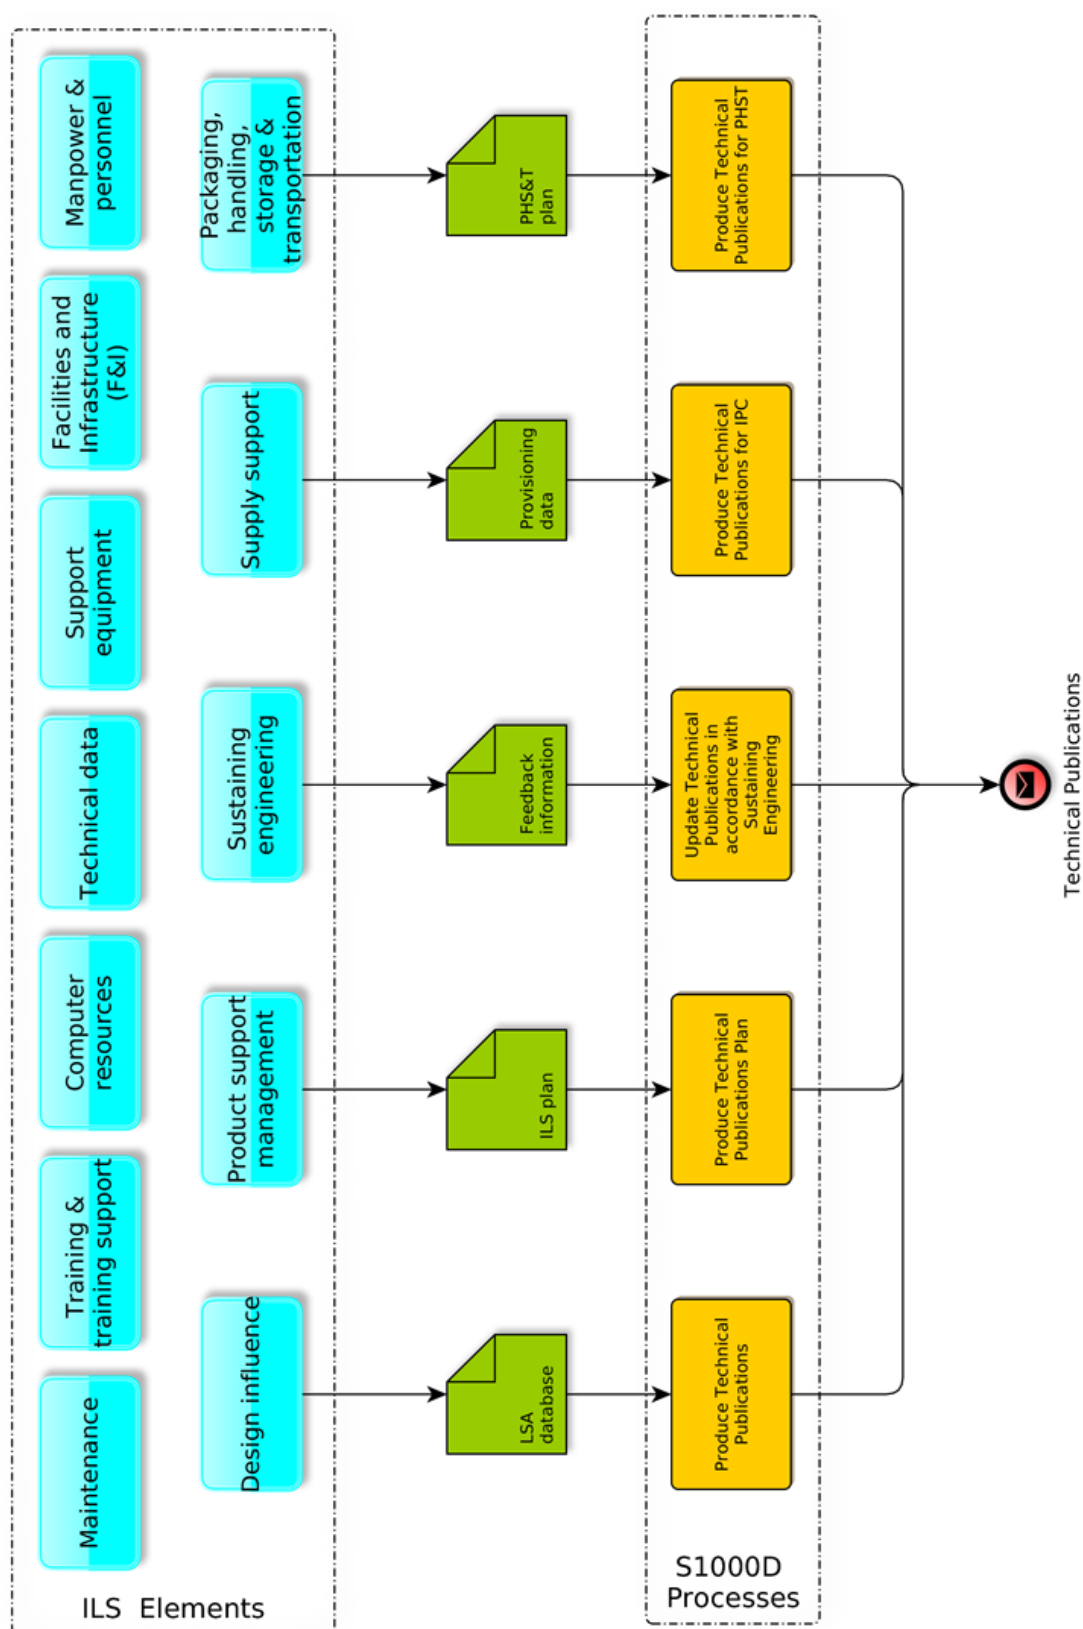 Manpower &
personnel
Facilities and
Infrastructure
(F&I)
Support
equipment
Technical data
Computer
resources
Training &
training support
Maintenance
Packaging,
handling,
storage &
transportation
Supply support
Sustaining
engineering
Product support
management
Design influence
ILS Elements
PHS&T
plan
Provisioning
data
Feedback
information
ILS plan
LSA
database
Produce Technical
Publications for PHST
Produce Technical
Publications for IPC
Update Technical
Publications in
accordance with
Sustaining
Engineering
Produce Technical
Publications Plan
Produce Technical
Publications
S1000D
Processes
Technical Publications